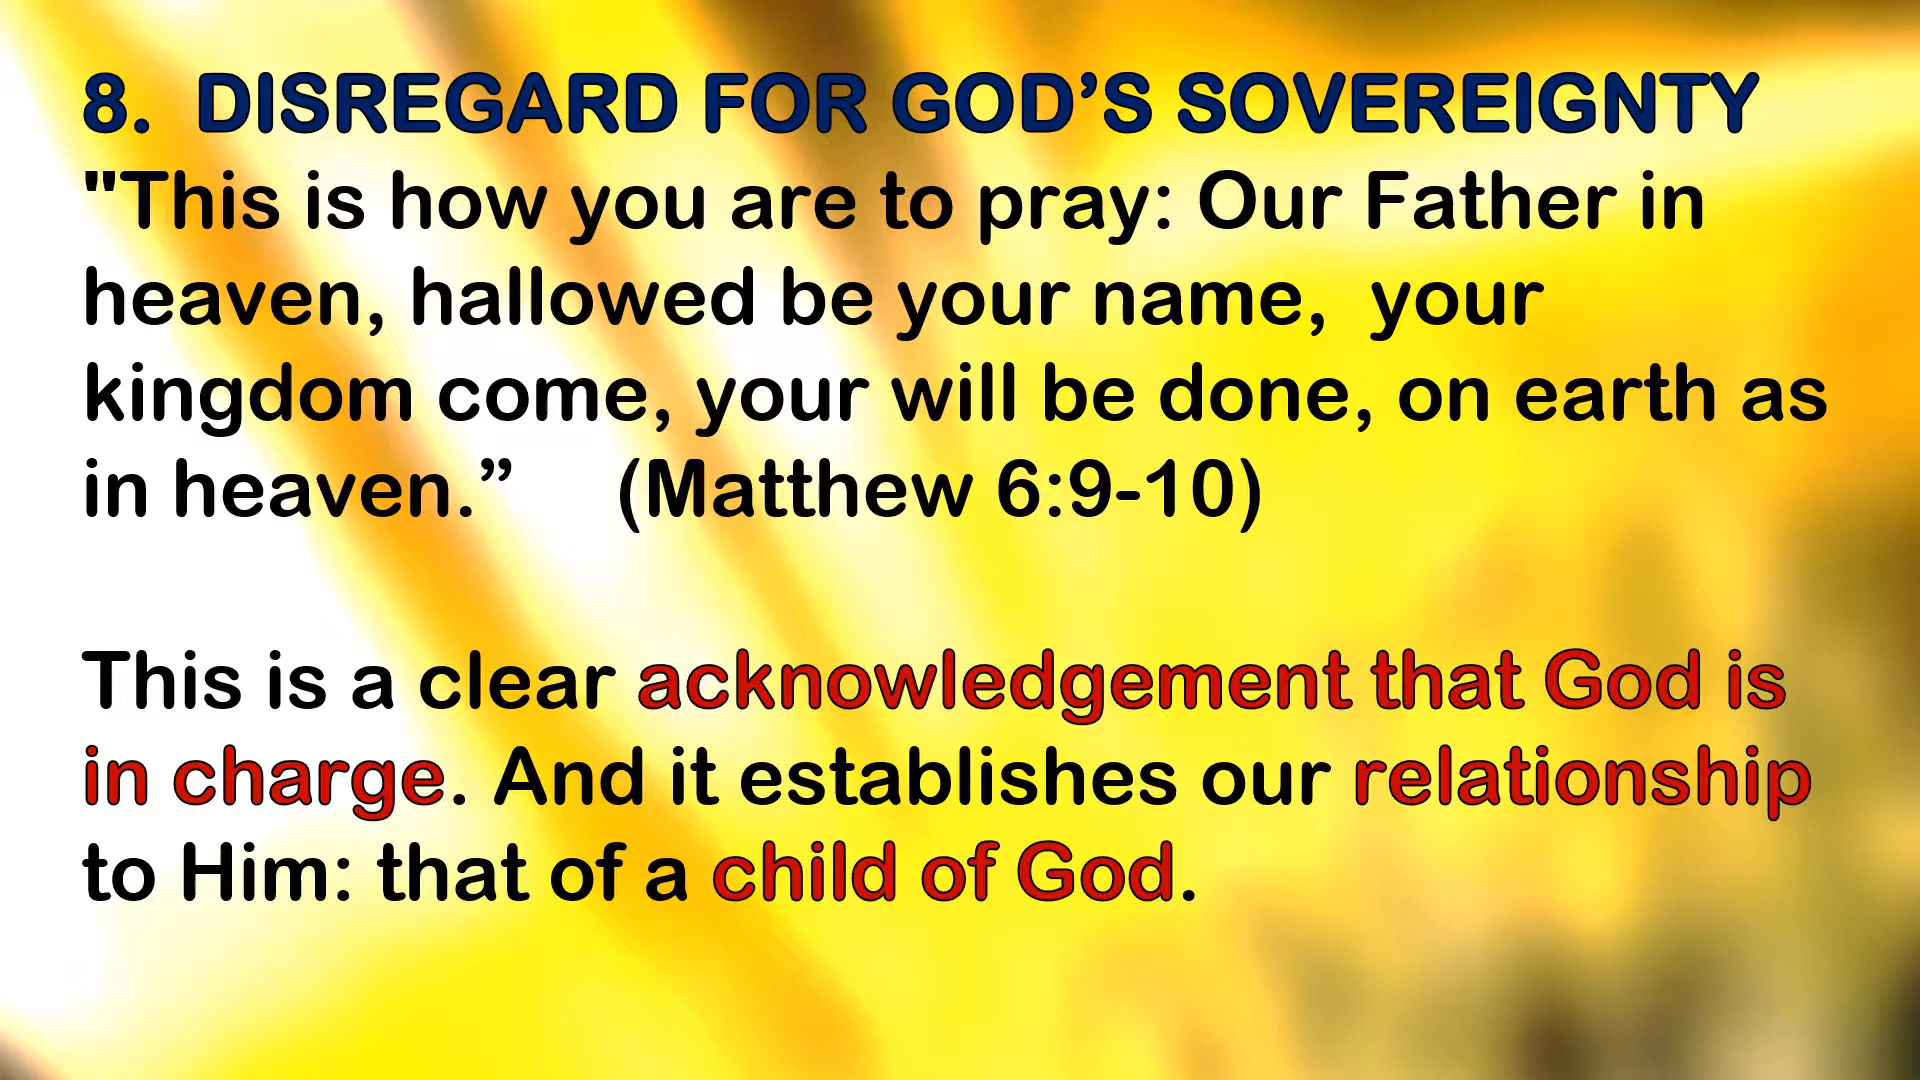 8.  DISREGARD FOR GOD’S SOVEREIGNTY
"This is how you are to pray: Our Father in
heaven, hallowed be your name,  your
kingdom come, your will be done, on earth as
in heaven.”    (Matthew 6:9-10)
This is a clear acknowledgement that God is
in charge. And it establishes our relationship
to Him: that of a child of God.